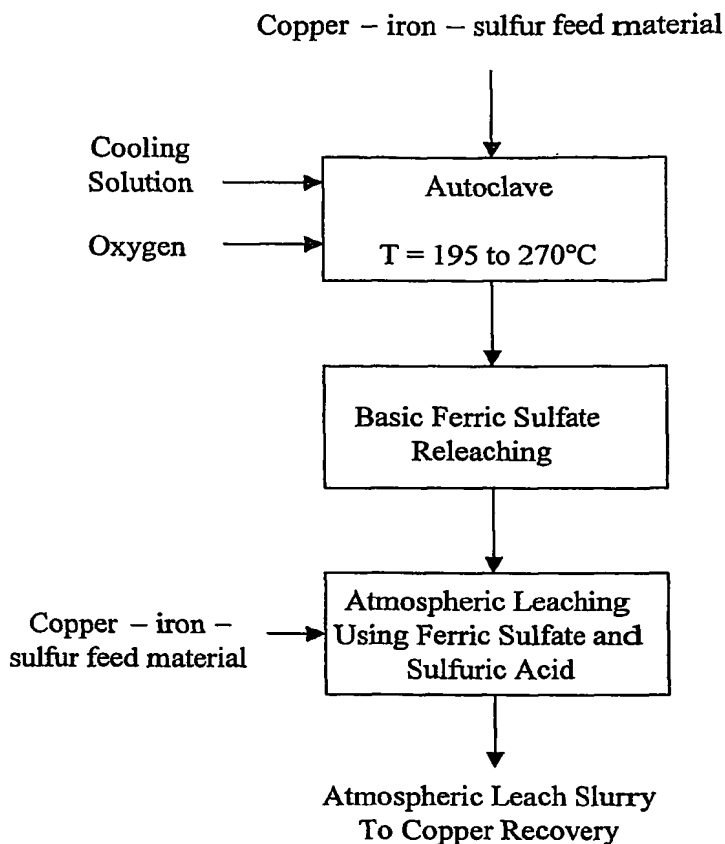 Copper – iron – sulfur feed material
Cooling
Solution
Oxygen
Autoclave
T = 195 to 270°C
Basic Ferric Sulfate
Releaching
Copper – iron –
sulfur feed material
Atmospheric Leaching
Using Ferric Sulfate and
Sulfuric Acid
Atmospheric Leach Slurry
To Copper Recovery